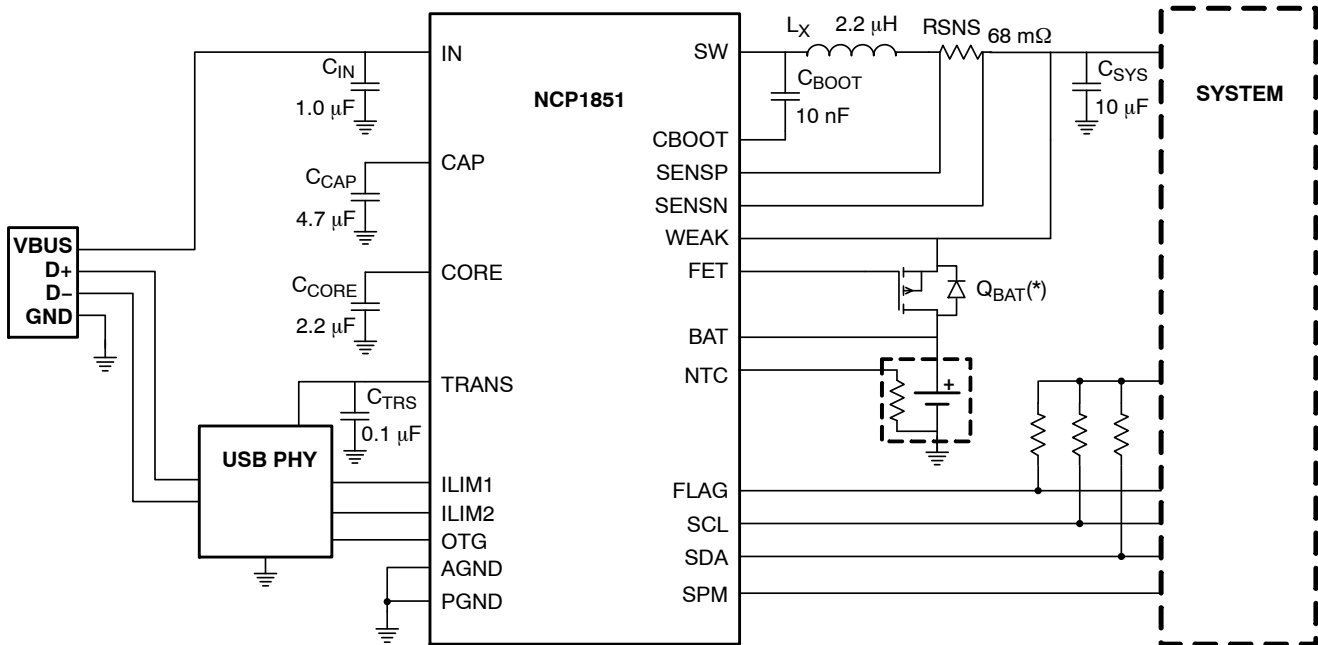 L_X 2.2 μH RSNS 68 mΩ
IN
SW
C_IN
1.0 μF
C_BOOT
10 nF
C_SYS
10 μF
NCP1851
SYSTEM
CBOOT
CAP
SENSP
C_CAP
4.7 μF
SENSN
WEAK
VBUS
D+
D−
GND
CORE
FET
C_CORE
2.2 μF
Q_BAT(*)
BAT
NTC
TRANS
+
C_TRS
0.1 μF
USB PHY
ILIM1
FLAG
ILIM2
SCL
OTG
SDA
AGND
PGND
SPM